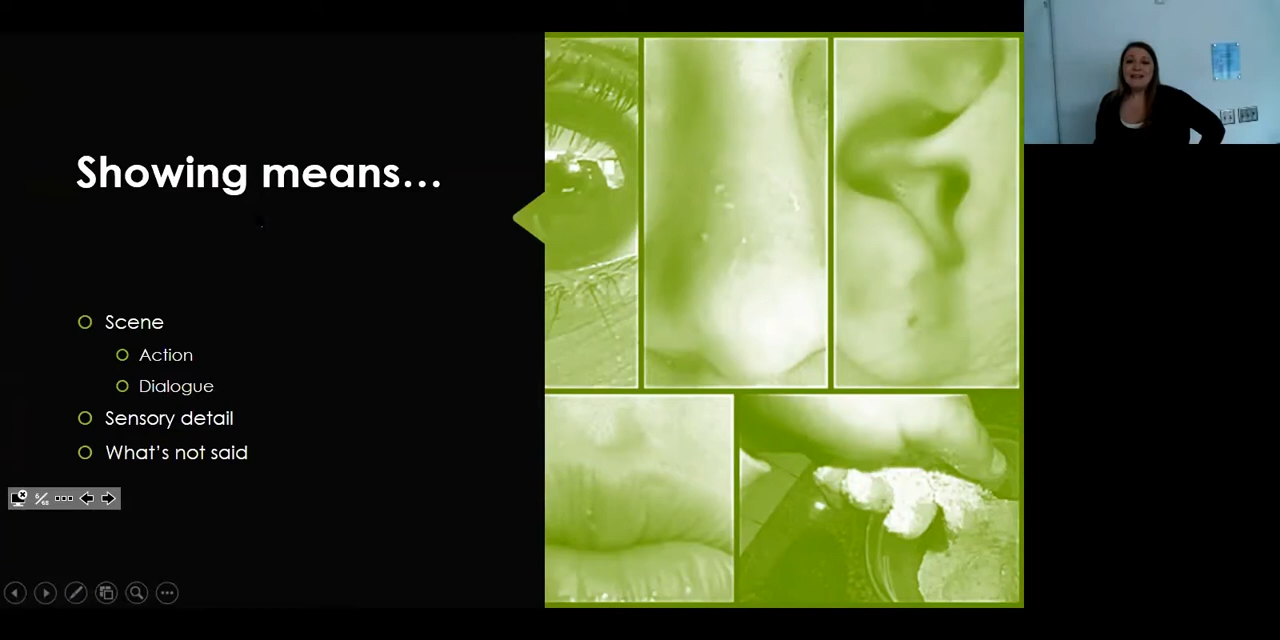 Showing means...
Scene
Action
Dialogue
Sensory detail
What's not said